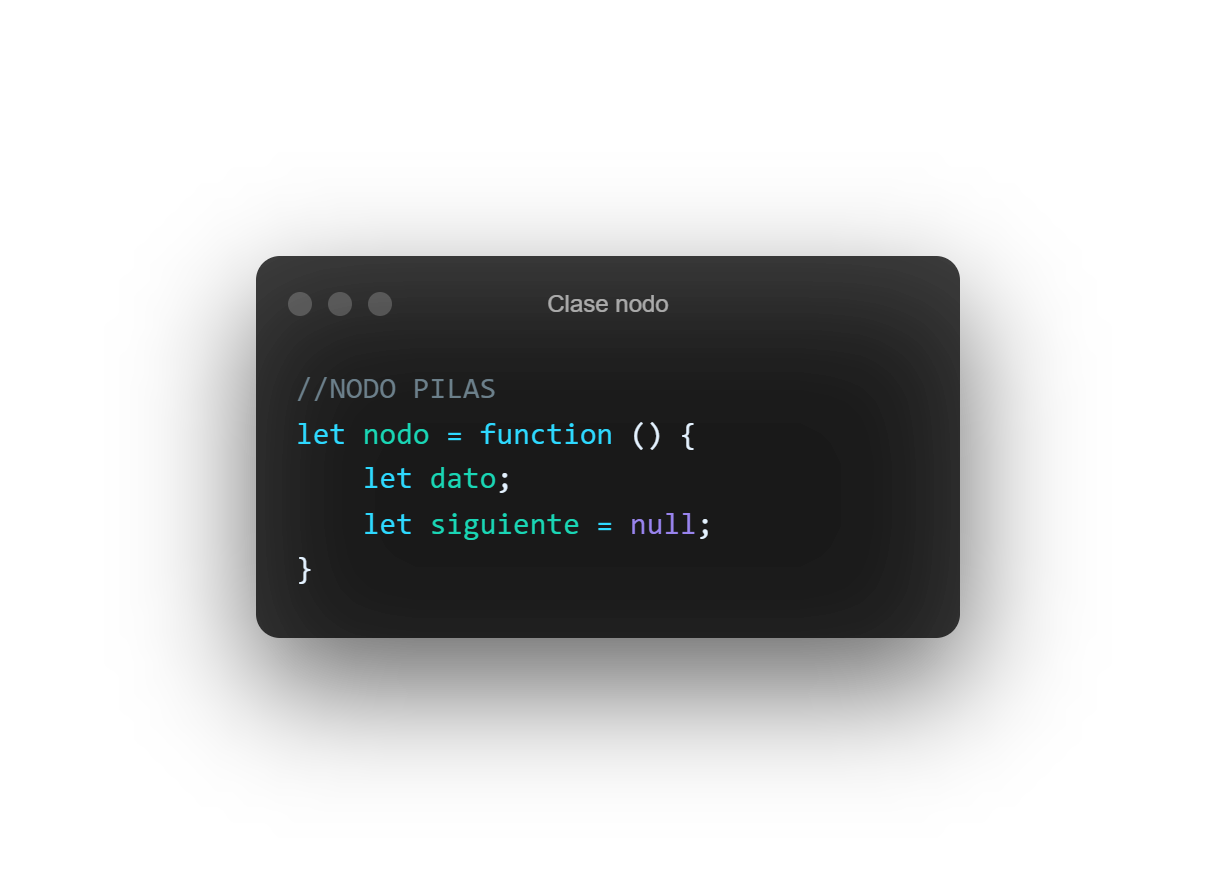 Clase nodo
//NODO PILAS
let nodo = function () {
    let dato;
    let siguiente = null;
}